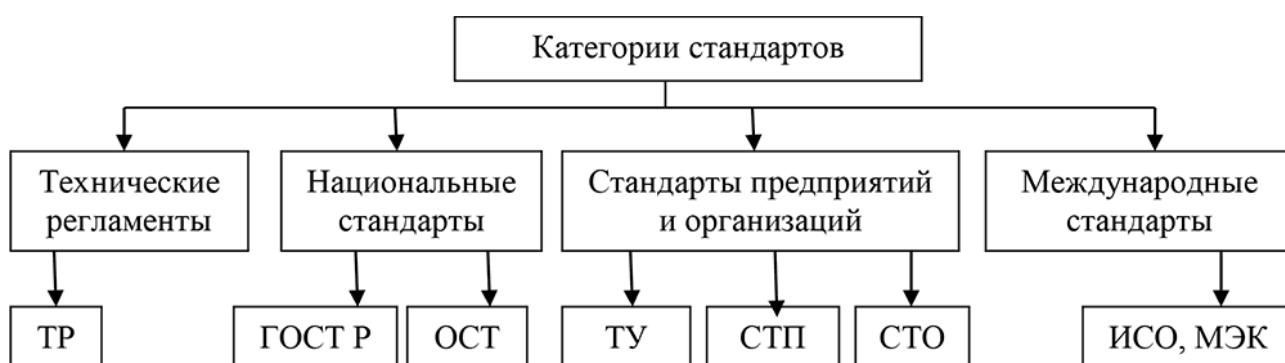 Категории стандартов
Технические
регламенты
Национальные
стандарты
Стандарты предприятий
и организаций
Международные
стандарты
ТР
ГОСТ Р
ОСТ
ТУ
СТП
СТО
ИСО, МЭК